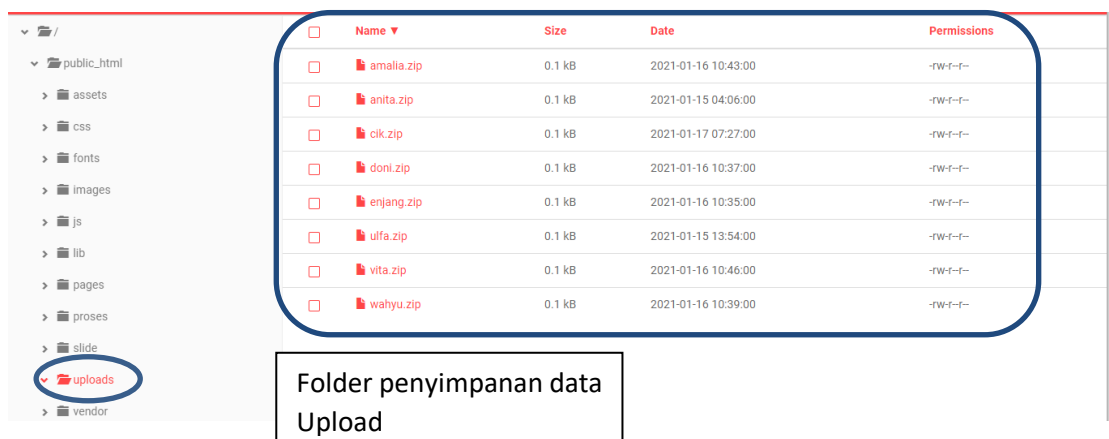 /
public_html
assets
css
fonts
images
js
lib
pages
proses
slide
uploads
vendor
Name ▼ Size Date Permissions
amalia.zip 0.1 kB 2021-01-16 10:43:00 -rw-r--r--
anita.zip 0.1 kB 2021-01-15 04:06:00 -rw-r--r--
cik.zip 0.1 kB 2021-01-17 07:27:00 -rw-r--r--
doni.zip 0.1 kB 2021-01-16 10:37:00 -rw-r--r--
enjang.zip 0.1 kB 2021-01-16 10:35:00 -rw-r--r--
ulfa.zip 0.1 kB 2021-01-15 13:54:00 -rw-r--r--
vita.zip 0.1 kB 2021-01-16 10:46:00 -rw-r--r--
wahyu.zip 0.1 kB 2021-01-16 10:39:00 -rw-r--r--
Folder penyimpanan data
Upload